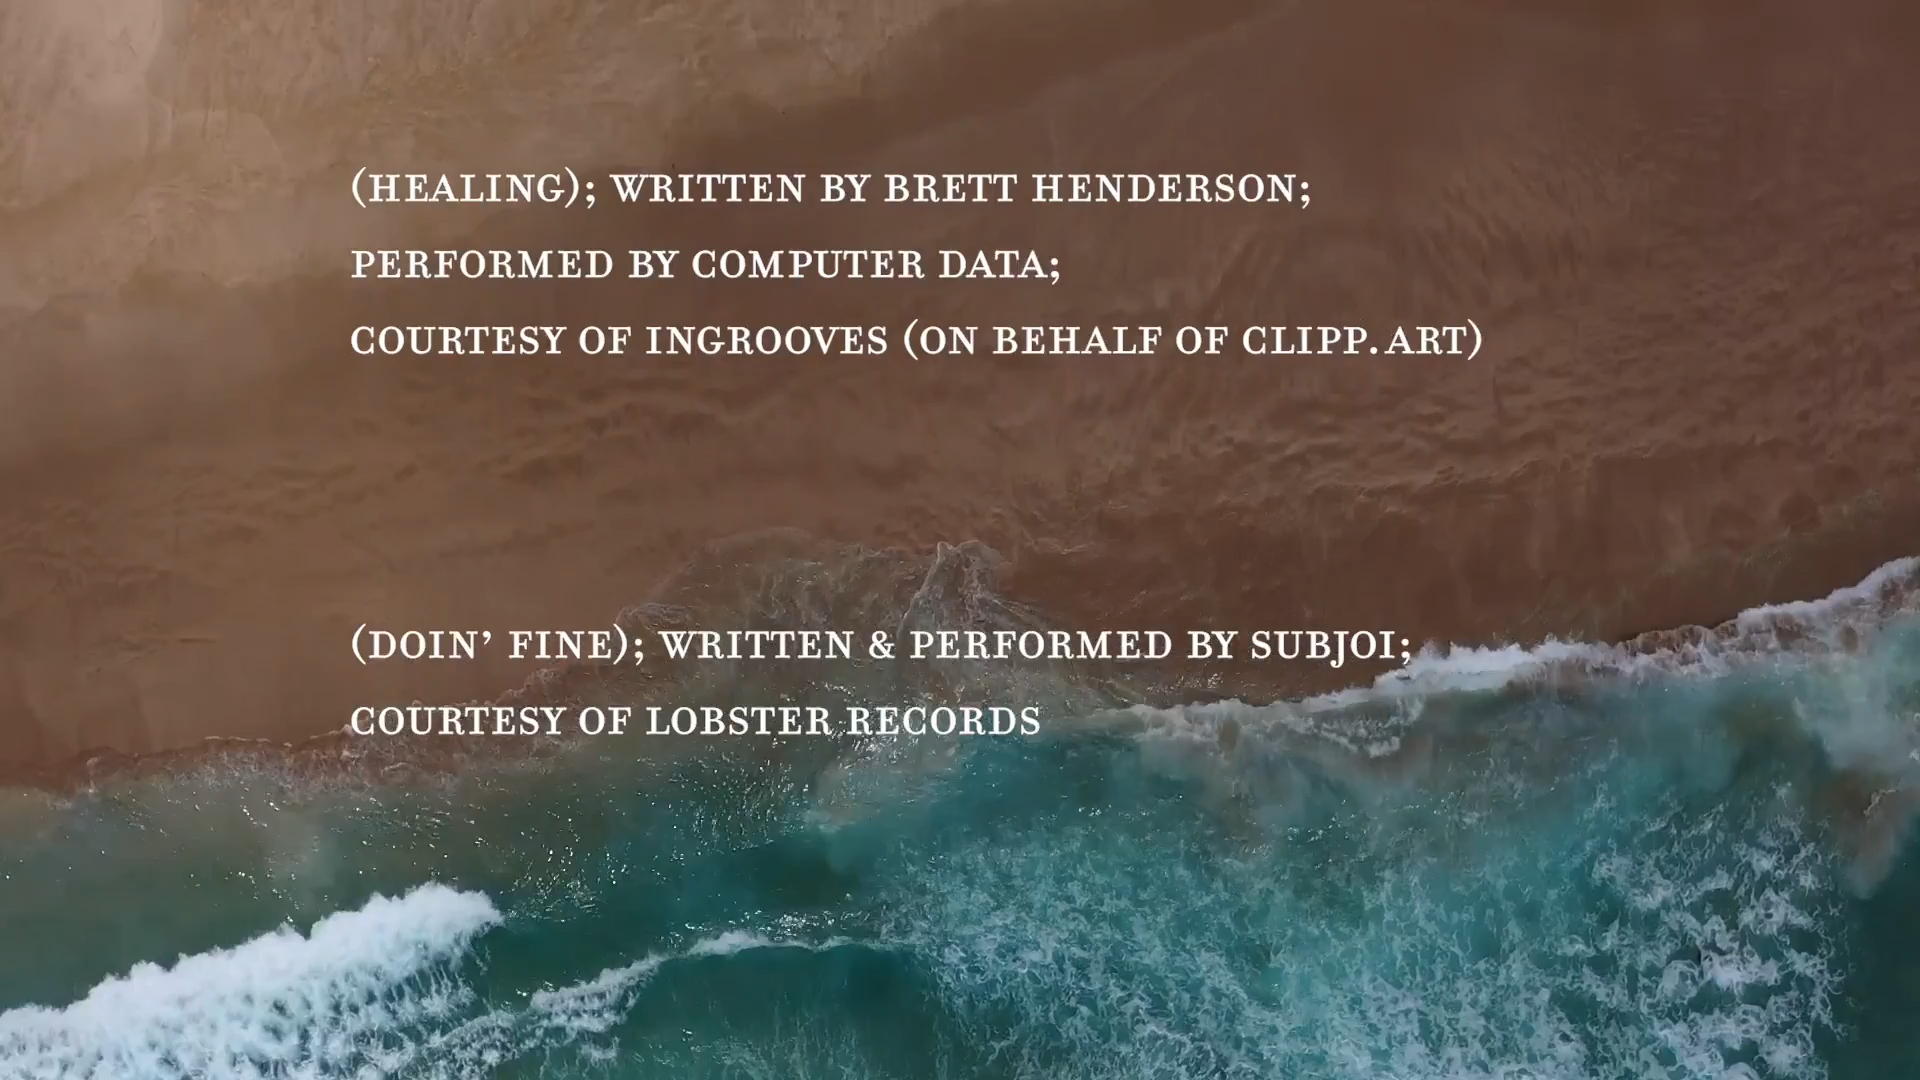 (HEALING); WRITTEN BY BRETT HENDERSON;
PERFORMED BY COMPUTER DATA;
COURTESY OF INGROOVES (ON BEHALF OF CLIPP.ART)
(DOIN’ FINE); WRITTEN & PERFORMED BY SUBJOI;
COURTESY OF LOBSTER RECORDS